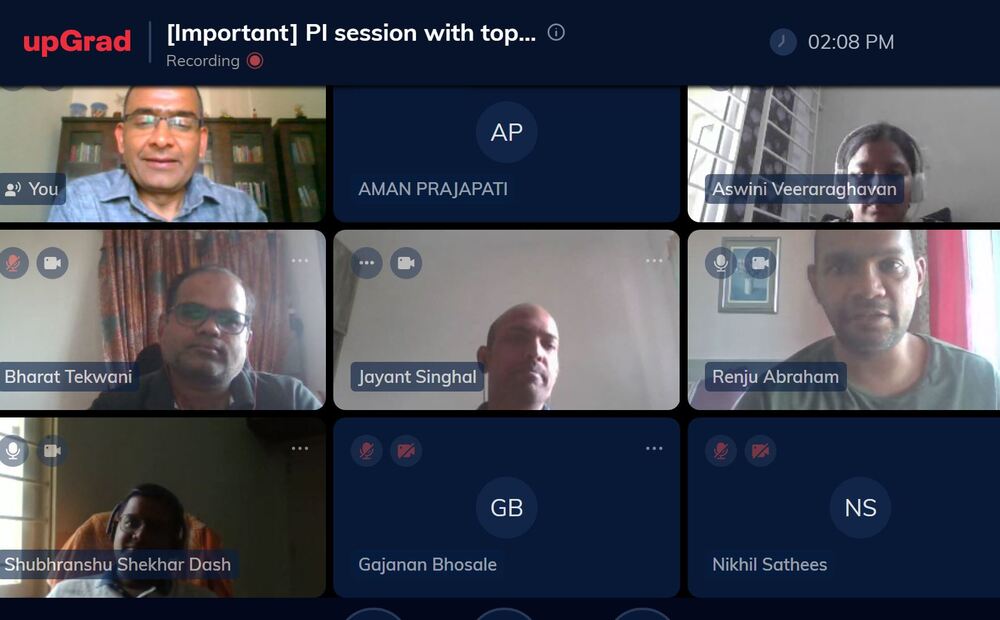 upGrad
[Important] PI session with top...
Recording
02:08 PM
You
AP
AMAN PRAJAPATI
Aswini Veeraraghavan
Bharat Tekwani
Jayant Singhal
Renju Abraham
Shubhranshu Shekhar Dash
GB
Gajanan Bhosale
NS
Nikhil Sathees